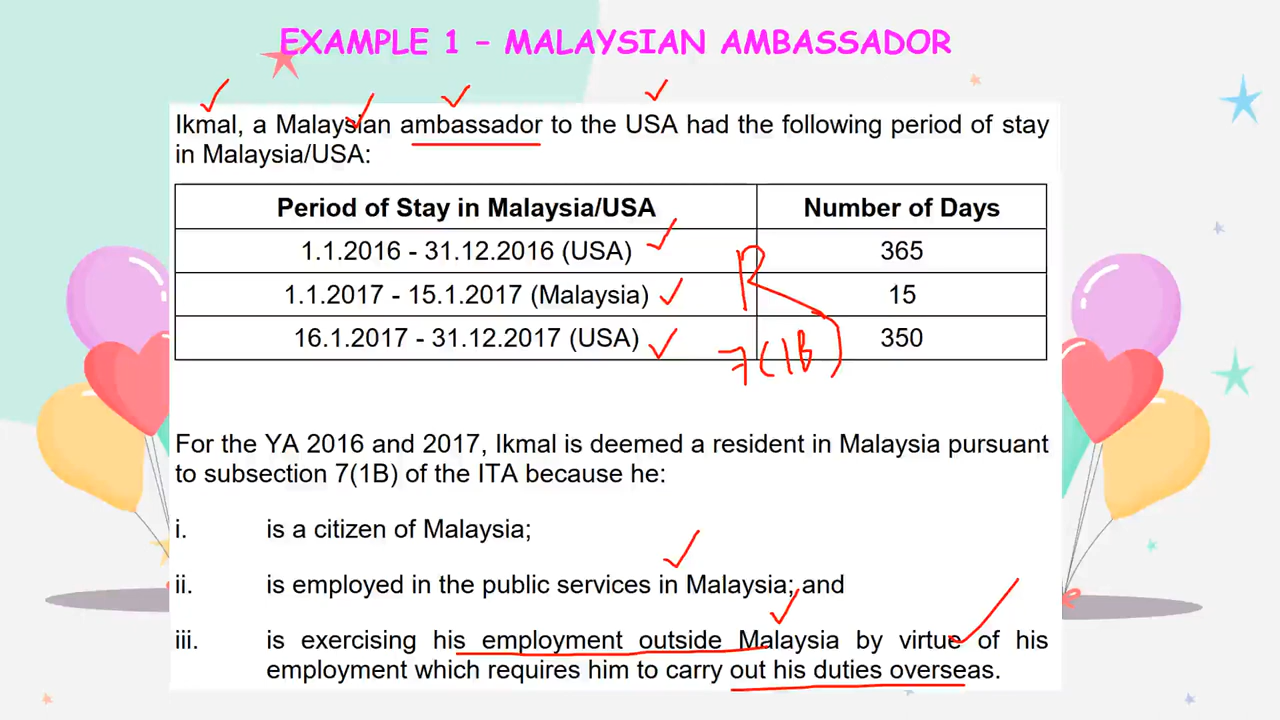 EXAMPLE 1 – MALAYSIAN AMBASSADOR
Ikmal, a Malaysian ambassador to the USA had the following period of stay
in Malaysia/USA:
Period of Stay in Malaysia/USA Number of Days
1.1.2016 - 31.12.2016 (USA) 365
1.1.2017 - 15.1.2017 (Malaysia) 15
16.1.2017 - 31.12.2017 (USA) 350
R
7(1B)
For the YA 2016 and 2017, Ikmal is deemed a resident in Malaysia pursuant
to subsection 7(1B) of the ITA because he:
i. is a citizen of Malaysia;
ii. is employed in the public services in Malaysia; and
iii. is exercising his employment outside Malaysia by virtue of his
employment which requires him to carry out his duties overseas.